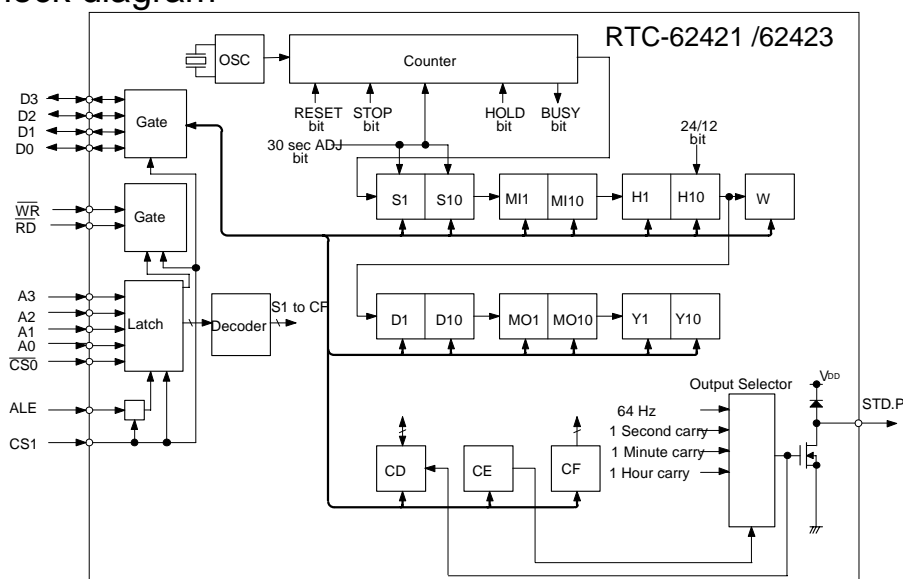 lock diagram
RTC-62421 /62423
OSC
Counter
RESET bit
STOP bit
HOLD bit
BUSY bit
30 sec ADJ bit
24/12 bit
D3
D2
D1
D0
Gate
WR
RD
Gate
A3
A2
A1
A0
CS0
Latch
Decoder
S1 to CF
ALE
CS1
S1
S10
MI1
MI10
H1
H10
W
D1
D10
MO1
MO10
Y1
Y10
Output Selector
VDD
STD.P
64 Hz
1 Second carry
1 Minute carry
1 Hour carry
CD
CE
CF